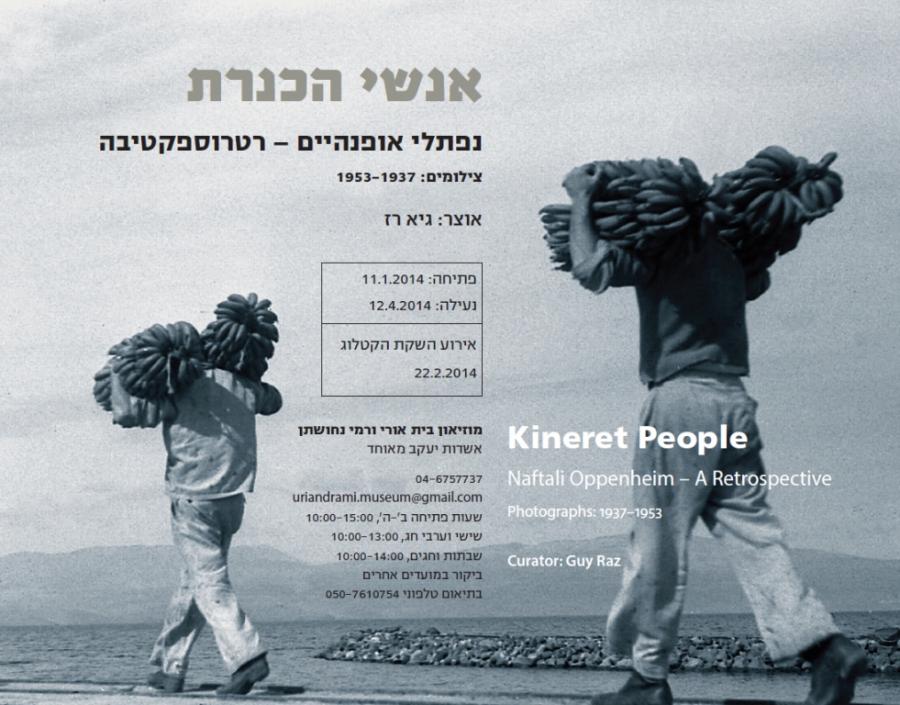 אנשי הכנרת
נפתלי אופנהיים – רטרוספקטיבה
צילומים: 1937–1953
אוצר: גיא רז
פתיחה: 11.1.2014
נעילה: 12.4.2014
אירוע השקת הקטלוג
22.2.2014
מוזיאון בית אורי ורמי נחושתן
אשדות יעקב מאוחד
04-6757737
uriandrami.museum@gmail.com
שעות פתיחה ב'-ה', 10:00-15:00
שישי וערבי חג, 10:00-13:00
שבתות וחגים, 10:00-14:00
ביקור במועדים אחרים
בתיאום טלפוני 050-7610754
Kineret People
Naftali Oppenheim – A Retrospective
Photographs: 1937–1953
Curator: Guy Raz